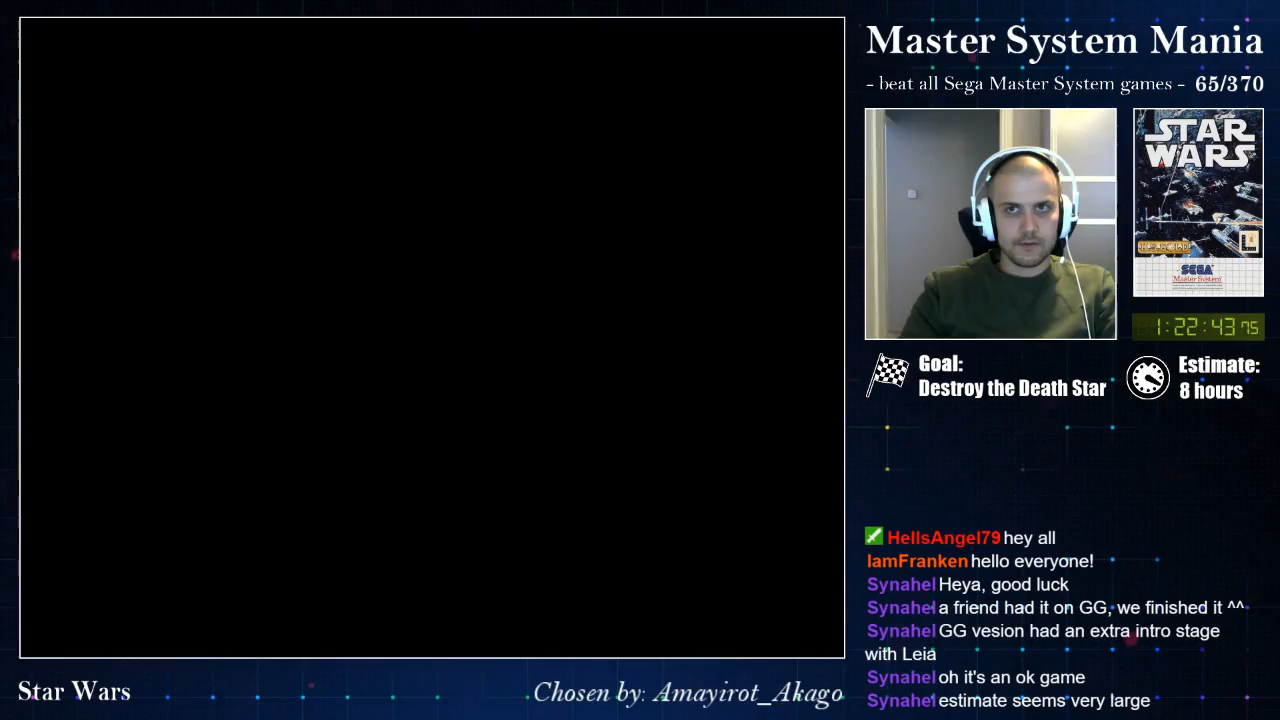 Master System Mania
- beat all Sega Master System games - 65/370
STAR
WARS
SEGA
Master System
1:22:43 75
Goal:
Destroy the Death Star
Estimate:
8 hours
HellsAngel79 hey all
IamFranken hello everyone!
Synahel Heya, good luck
Synahel a friend had it on GG, we finished it ^^
Synahel GG vesion had an extra intro stage
with Leia
Synahel oh it's an ok game
Synahel estimate seems very large
Star Wars
Chosen by: Amayirot_Akago